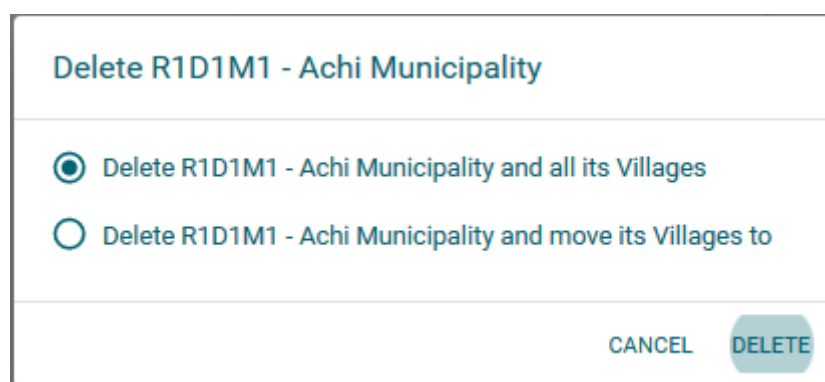 Delete R1D1M1 - Achi Municipality
Delete R1D1M1 - Achi Municipality and all its Villages
Delete R1D1M1 - Achi Municipality and move its Villages to
CANCEL DELETE